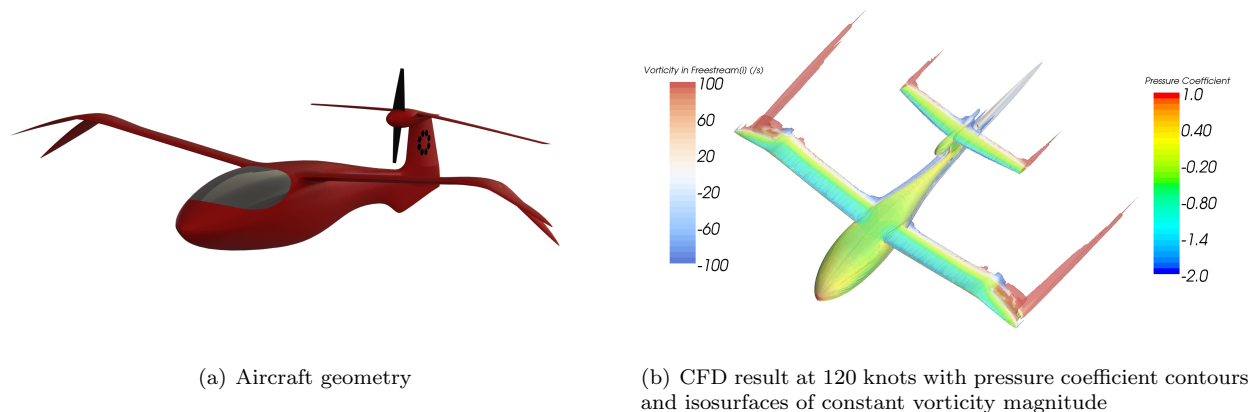 Vorticity in Freestream(i) (/s)
100
60
20
-20
-60
-100
Pressure Coefficient
1.0
0.40
-0.20
-0.80
-1.4
-2.0
(a) Aircraft geometry
(b) CFD result at 120 knots with pressure coefficient contours
and isosurfaces of constant vorticity magnitude